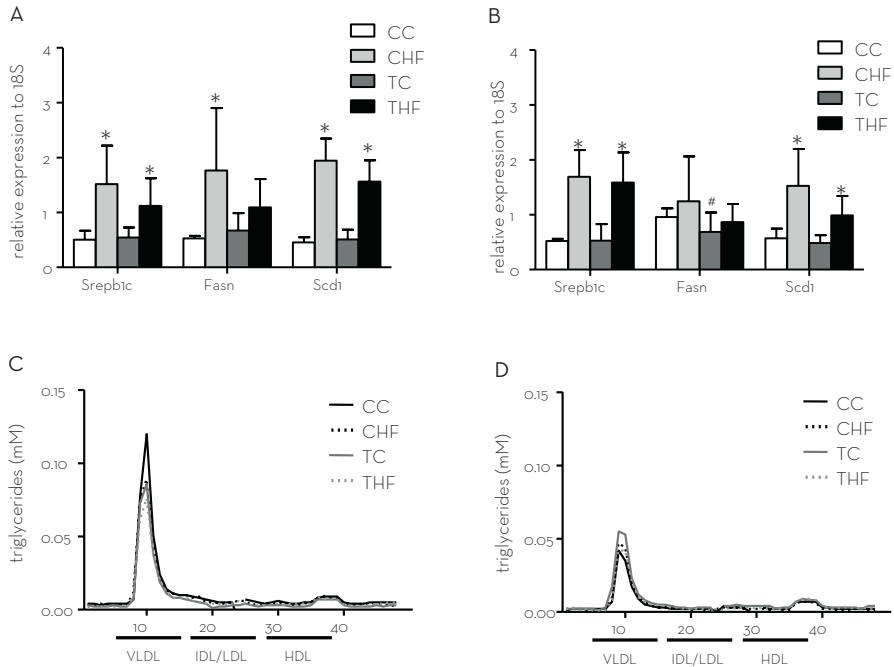 A
CC
CHF
TC
THF
relative expression to 18S
4
3
2
1
0
*
*
*
*
*
Srepb1c
Fasn
Scd1
B
CC
CHF
TC
THF
relative expression to 18S
4
3
2
1
0
*
*
#
*
*
Srepb1c
Fasn
Scd1
C
CC
CHF
TC
THF
triglycerides (mM)
0.15
0.10
0.05
0.00
10
20
30
40
VLDL
IDL/LDL
HDL
D
CC
CHF
TC
THF
triglycerides (mM)
0.15
0.10
0.05
0.00
10
20
30
40
VLDL
IDL/LDL
HDL